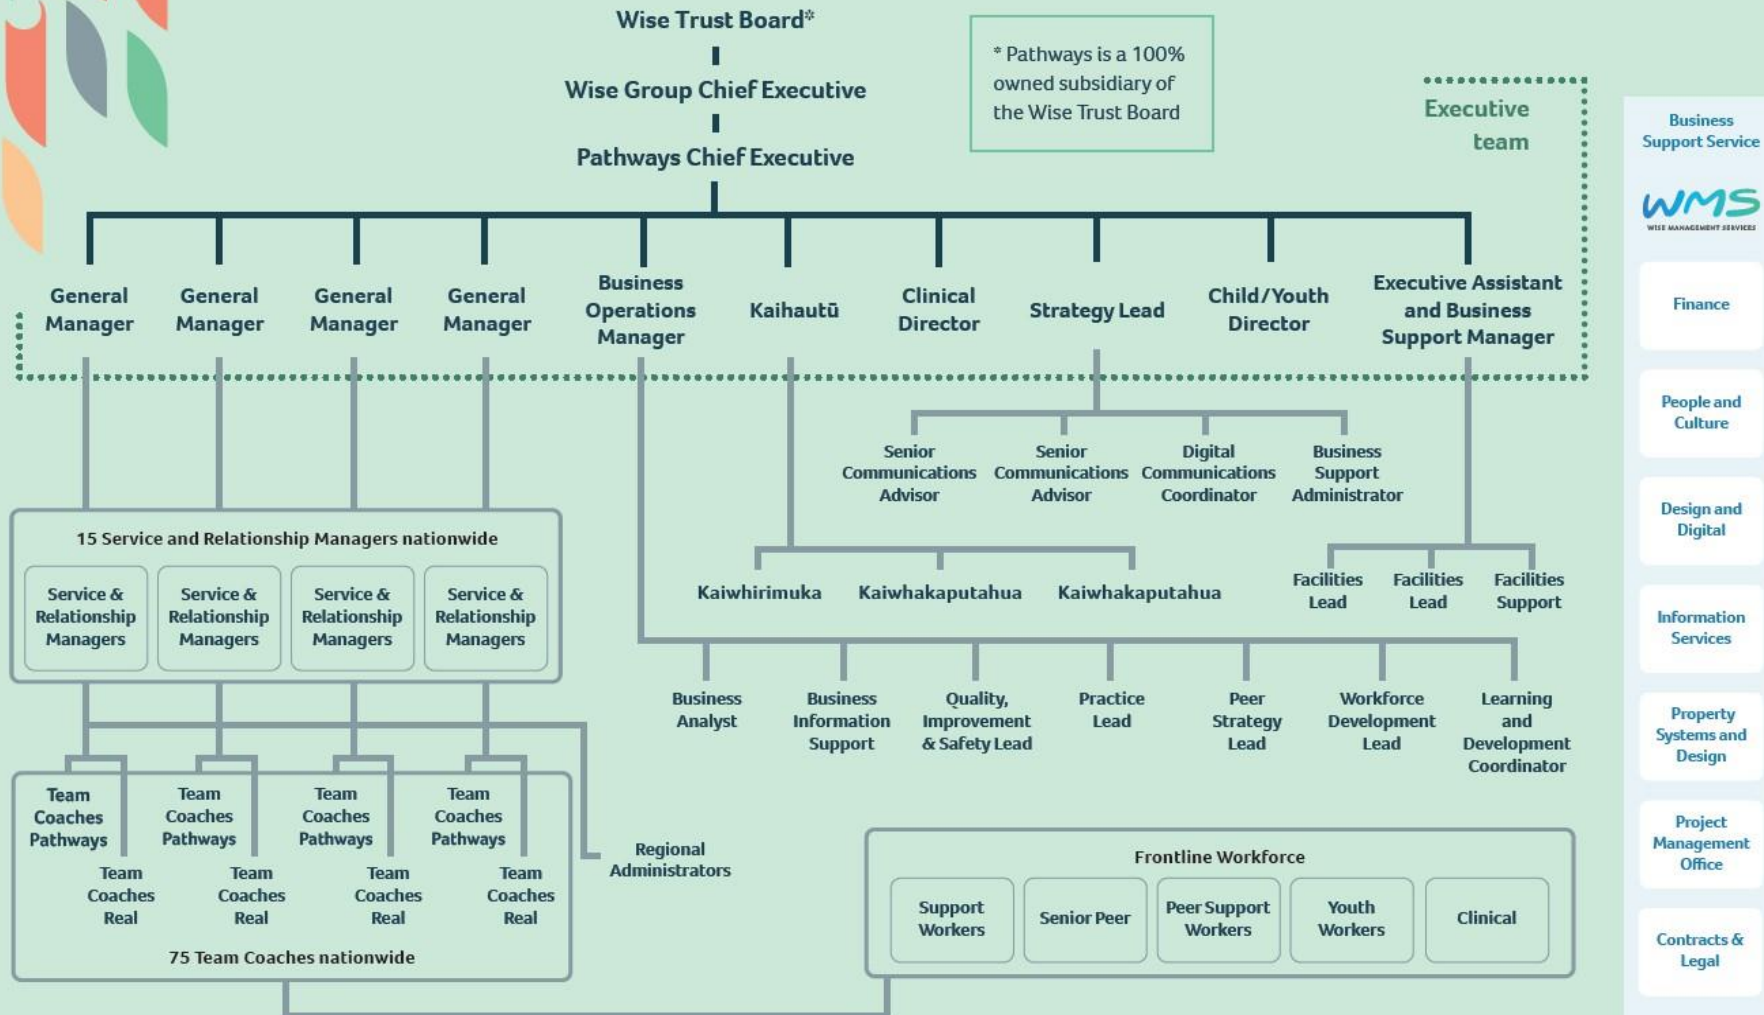 Wise Trust Board*
Wise Group Chief Executive
Pathways Chief Executive
* Pathways is a 100%
owned subsidiary of
the Wise Trust Board
Executive
team
General
Manager
General
Manager
General
Manager
General
Manager
Business
Operations
Manager
Kaihautū
Clinical
Director
Strategy Lead
Child/Youth
Director
Executive Assistant
and Business
Support Manager
Senior
Communications
Advisor
Senior
Communications
Advisor
Digital
Communications
Coordinator
Business
Support
Administrator
15 Service and Relationship Managers nationwide
Service &
Relationship
Managers
Service &
Relationship
Managers
Service &
Relationship
Managers
Service &
Relationship
Managers
Kaiwhirimuka
Kaiwhakaputahua
Kaiwhakaputahua
Facilities
Lead
Facilities
Lead
Facilities
Support
Business
Analyst
Business
Information
Support
Quality,
Improvement
& Safety Lead
Practice
Lead
Peer
Strategy
Lead
Workforce
Development
Lead
Learning
and
Development
Coordinator
Team
Coaches
Pathways
Team
Coaches
Pathways
Team
Coaches
Pathways
Team
Coaches
Pathways
Team
Coaches
Real
Team
Coaches
Real
Team
Coaches
Real
Team
Coaches
Real
75 Team Coaches nationwide
Regional
Administrators
Frontline Workforce
Support
Workers
Senior Peer
Peer Support
Workers
Youth
Workers
Clinical
Business
Support Service
WMS
WISE MANAGEMENT SERVICES
Finance
People and
Culture
Design and
Digital
Information
Services
Property
Systems and
Design
Project
Management
Office
Contracts &
Legal